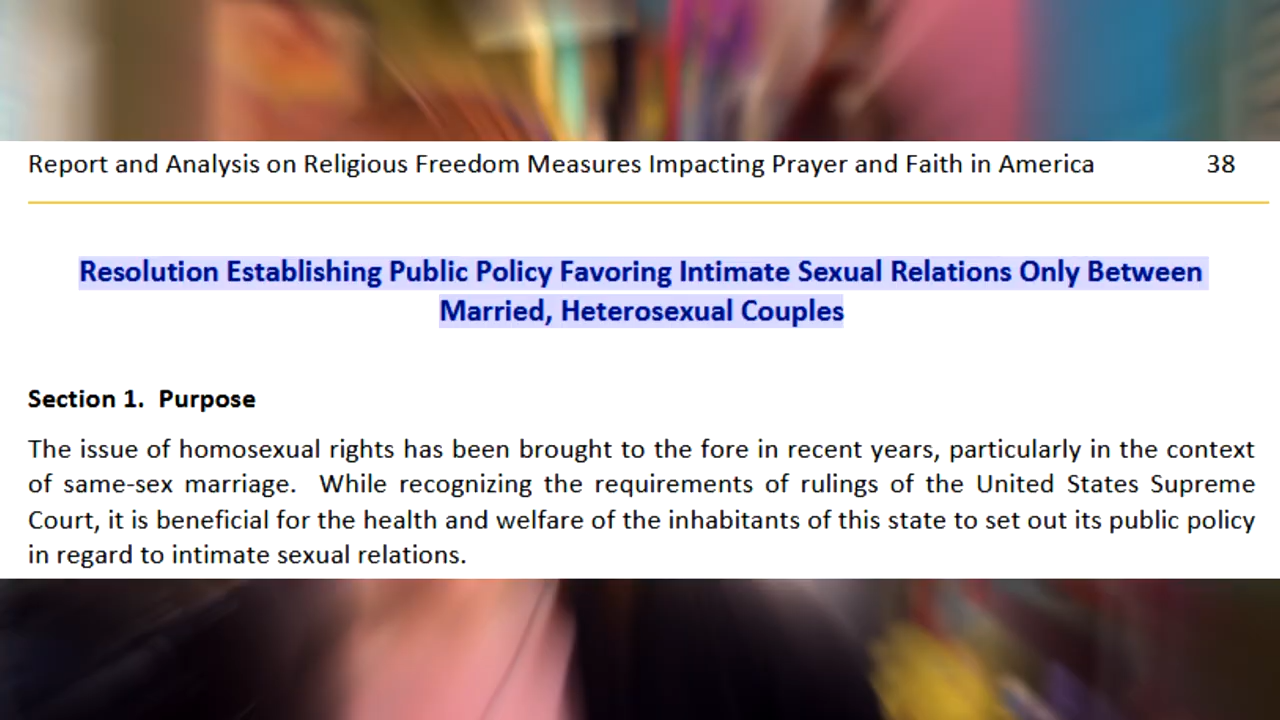 Report and Analysis on Religious Freedom Measures Impacting Prayer and Faith in America 38
Resolution Establishing Public Policy Favoring Intimate Sexual Relations Only Between
Married, Heterosexual Couples
Section 1. Purpose
The issue of homosexual rights has been brought to the fore in recent years, particularly in the context
of same-sex marriage. While recognizing the requirements of rulings of the United States Supreme
Court, it is beneficial for the health and welfare of the inhabitants of this state to set out its public policy
in regard to intimate sexual relations.